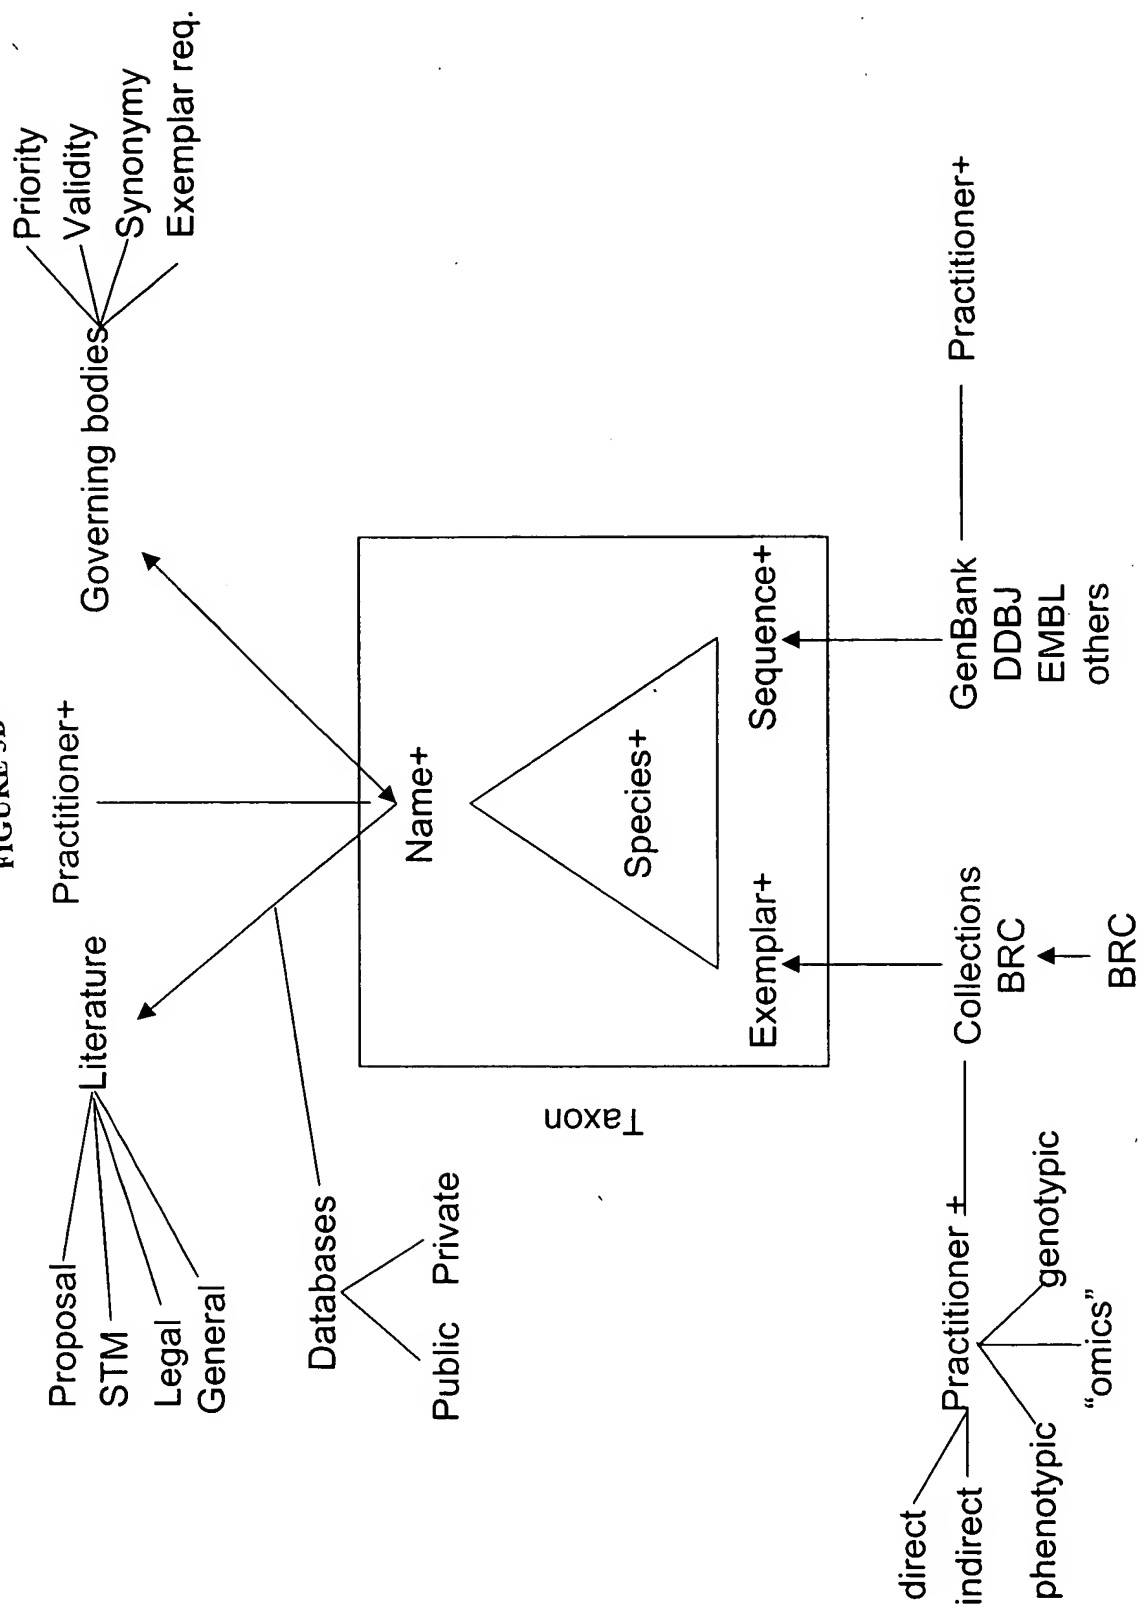 FIGURE 5B
Practitioner+
Literature
Proposal
STM
Legal
General
Governing bodies
Priority
Validity
Synonymy
Exemplar req.
Databases
Public Private
Taxon
Name+
Species+
Exemplar+
Sequence+
Practitioner ±
direct
indirect
phenotypic
"omics"
genotypic
Collections
BRC
BRC
GenBank
DDBJ
EMBL
others
Practitioner+